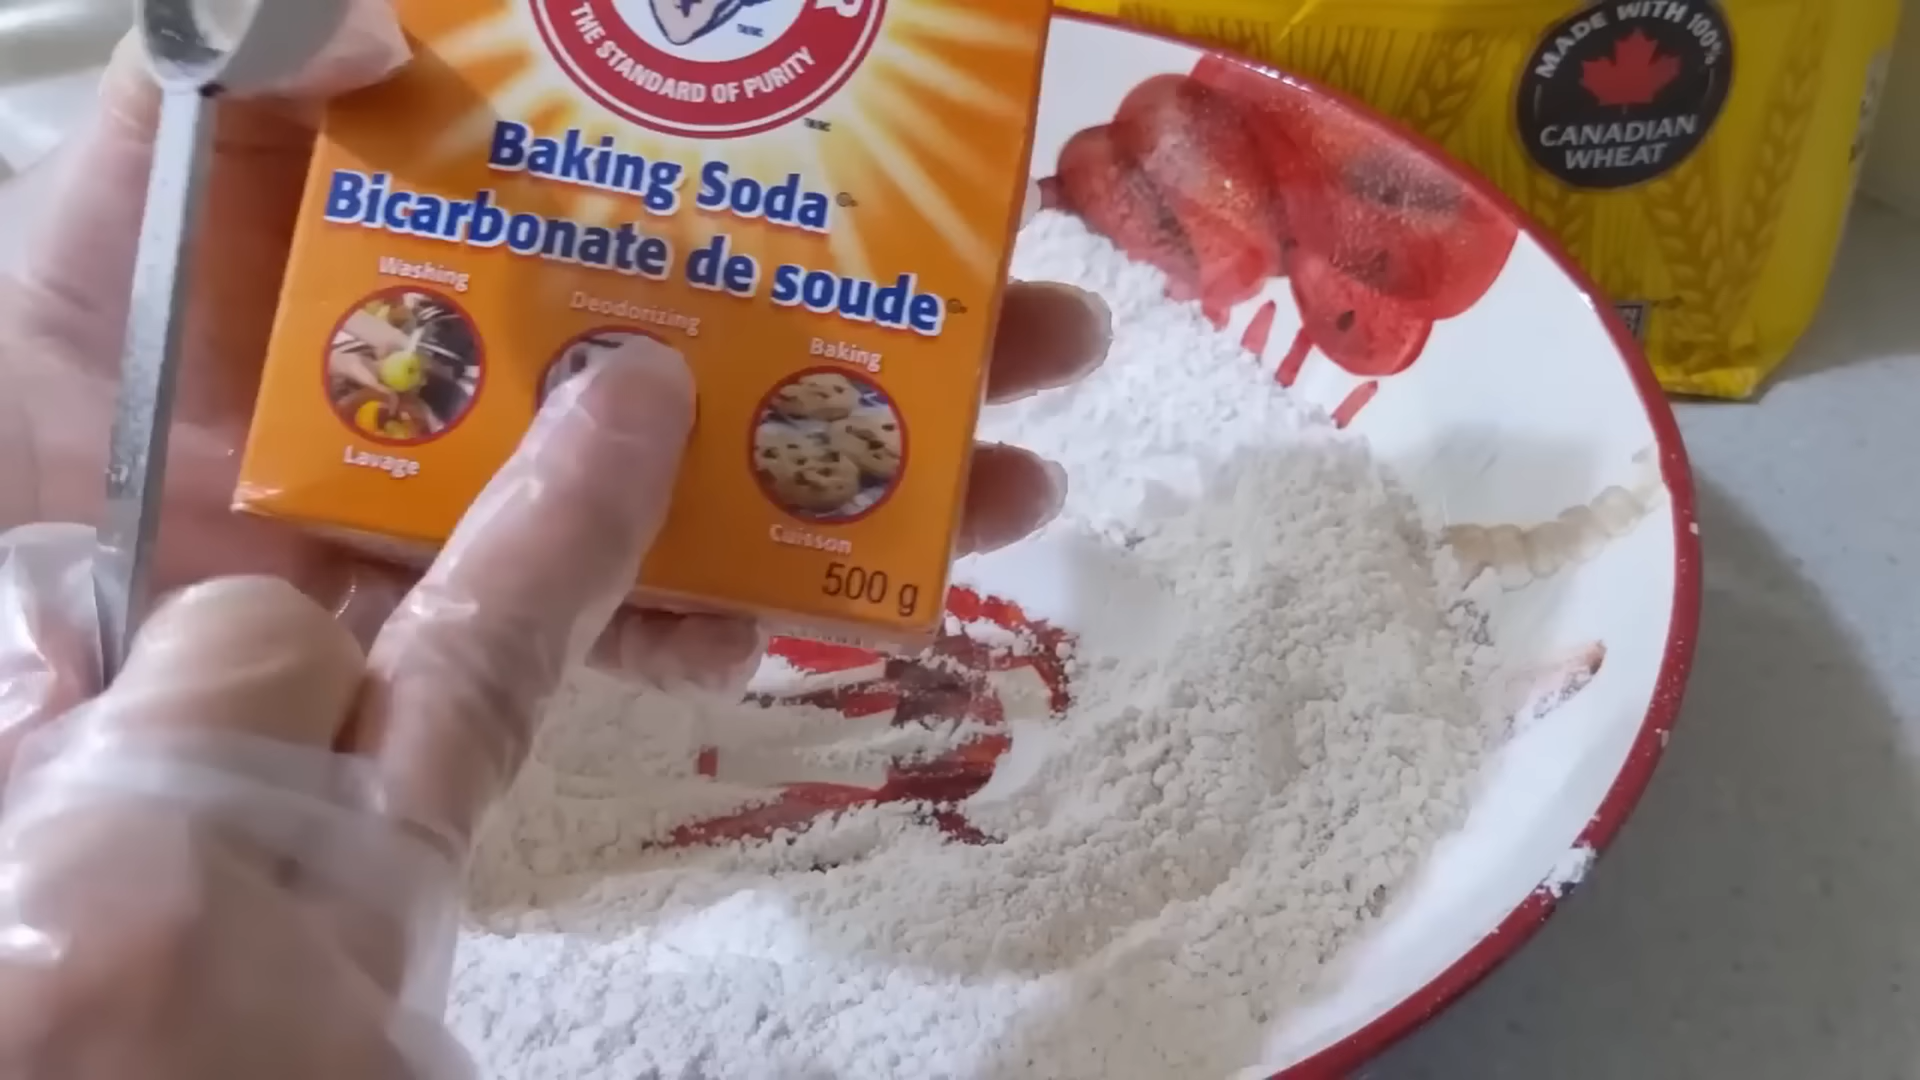 THE STANDARD OF PURITY
Baking Soda
Bicarbonate de soude
Washing
Deodorizing
Baking
Lavage
Cuisson
500 g
MADE WITH 100%
CANADIAN
WHEAT